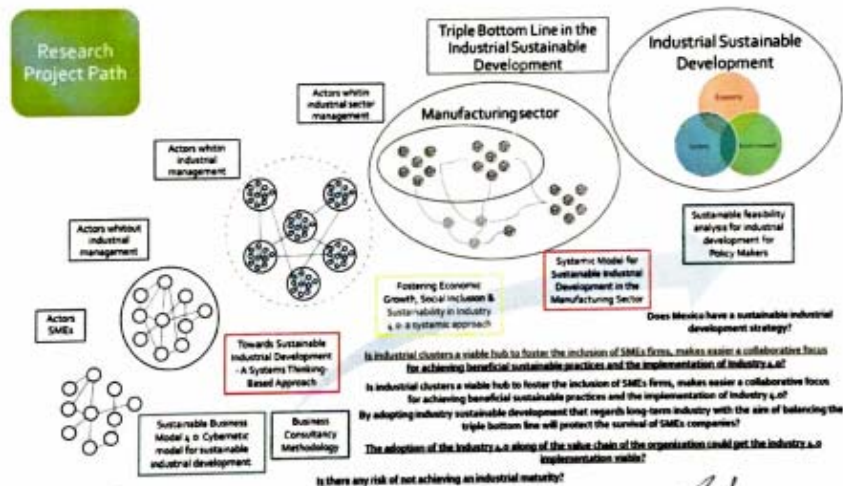 Research
Project Path
Triple Bottom Line in the
Industrial Sustainable
Development
Industrial Sustainable
Development
Economy
Society
Environment
Actors whitin
industrial sector
management
Manufacturing sector
Actors whitin
industrial
management
Actors whitout
industrial
management
Actors
SMEs
Sustainable feasibility
analysis for industrial
development for
Policy Makers
Systemic Model for
Sustainable Industrial
Development in the
Manufacturing Sector
Fostering Economic
Growth, Social Inclusion &
Sustainability in Industry
4.0: a systemic approach
Towards Sustainable
Industrial Development
- A Systems Thinking-
Based Approach
Sustainable Business
Model 4.0: Cybernetic
model for sustainable
industrial development
Business
Consultancy
Methodology
Does Mexico have a sustainable industrial
development strategy?
Is industrial clusters a viable hub to foster the inclusion of SMEs firms, makes easier a collaborative focus
for achieving beneficial sustainable practices and the implementation of Industry 4.0?
Is industrial clusters a viable hub to foster the inclusion of SMEs firms, makes easier a collaborative focus
for achieving beneficial sustainable practices and the implementation of Industry 4.0?
By adopting industry sustainable development that regards long-term industry with the aim of balancing the
triple bottom line will protect the survival of SMEs companies?
The adoption of the Industry 4.0 along of the value chain of the organization could get the industry 4.0
implementation viable?
Is there any risk of not achieving an industrial maturity?